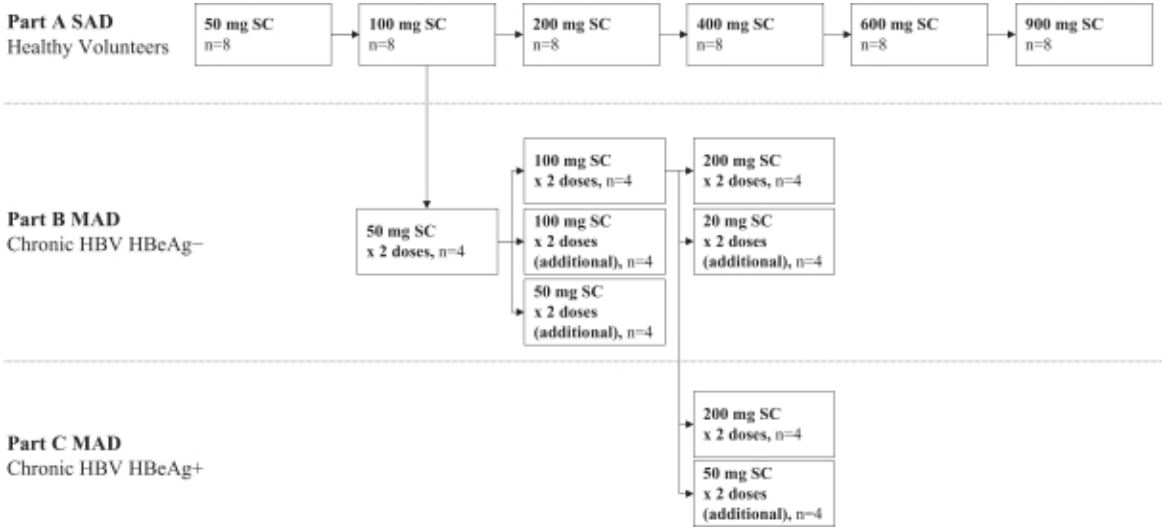 Part A SAD
Healthy Volunteers
50 mg SC
n=8
100 mg SC
n=8
200 mg SC
n=8
400 mg SC
n=8
600 mg SC
n=8
900 mg SC
n=8
Part B MAD
Chronic HBV HBeAg−
50 mg SC
x 2 doses, n=4
100 mg SC
x 2 doses, n=4
100 mg SC
x 2 doses
(additional), n=4
50 mg SC
x 2 doses
(additional), n=4
200 mg SC
x 2 doses, n=4
20 mg SC
x 2 doses
(additional), n=4
Part C MAD
Chronic HBV HBeAg+
200 mg SC
x 2 doses, n=4
50 mg SC
x 2 doses
(additional), n=4